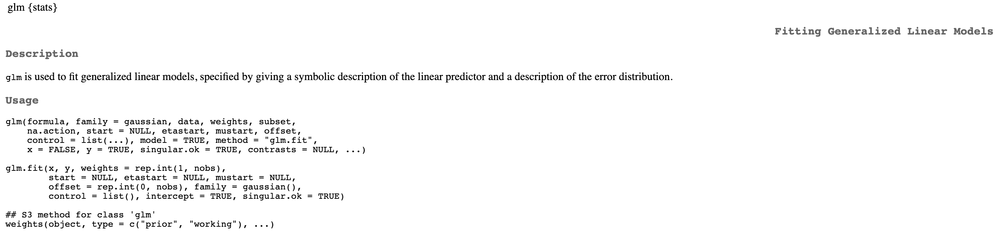 glm {stats}
Fitting Generalized Linear Models
Description
glm is used to fit generalized linear models, specified by giving a symbolic description of the linear predictor and a description of the error distribution.
Usage
glm(formula, family = gaussian, data, weights, subset,
    na.action, start = NULL, etastart, mustart, offset,
    control = list(...), model = TRUE, method = "glm.fit",
    x = FALSE, y = TRUE, singular.ok = TRUE, contrasts = NULL, ...)
glm.fit(x, y, weights = rep.int(1, nobs),
        start = NULL, etastart = NULL, mustart = NULL,
        offset = rep.int(0, nobs), family = gaussian(),
        control = list(), intercept = TRUE, singular.ok = TRUE)
## S3 method for class 'glm'
weights(object, type = c("prior", "working"), ...)